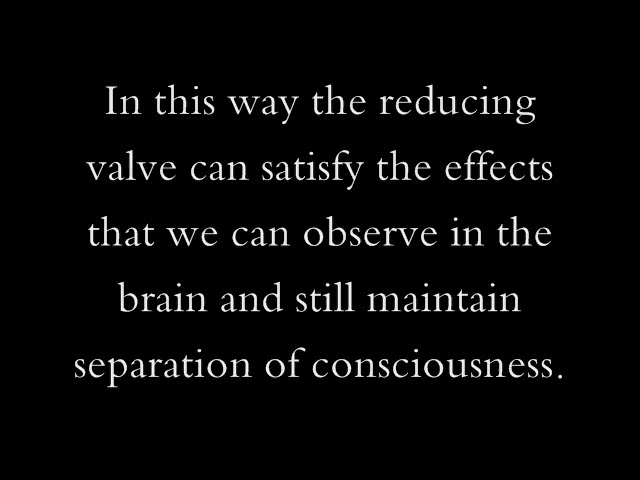 In this way the reducing
valve can satisfy the effects
that we can observe in the
brain and still maintain
separation of consciousness.